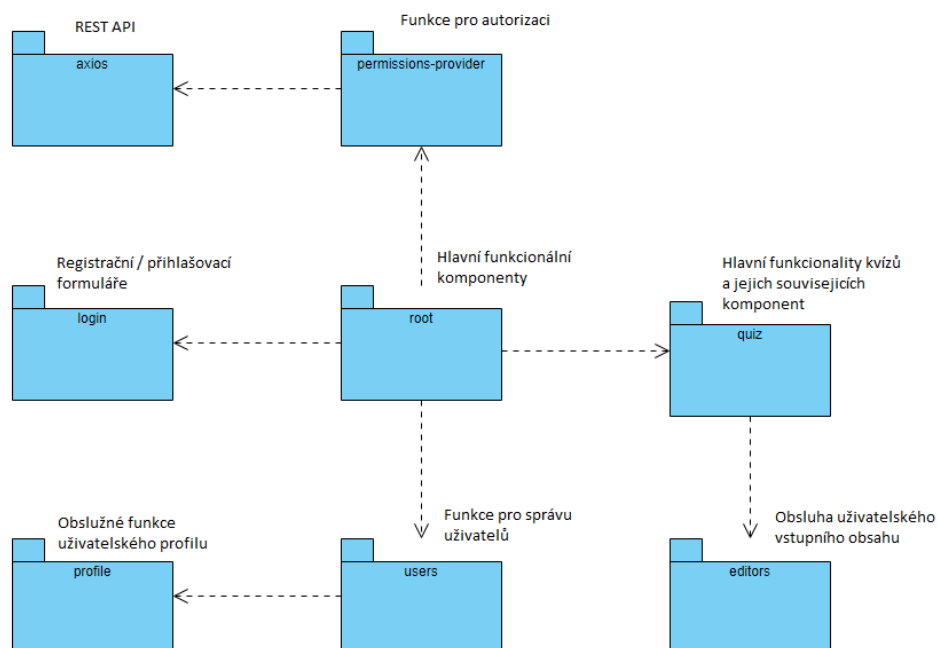 REST API
Funkce pro autorizaci
axios
permissions-provider
Registrační / přihlašovací
formuláře
Hlavní funkcionální
komponenty
Hlavní funkcionality kvízů
a jejich souvisejicích
komponent
login
root
quiz
Obslužné funkce
uživatelského profilu
Funkce pro správu
uživatelů
Obsluha uživatelského
vstupního obsahu
profile
users
editors